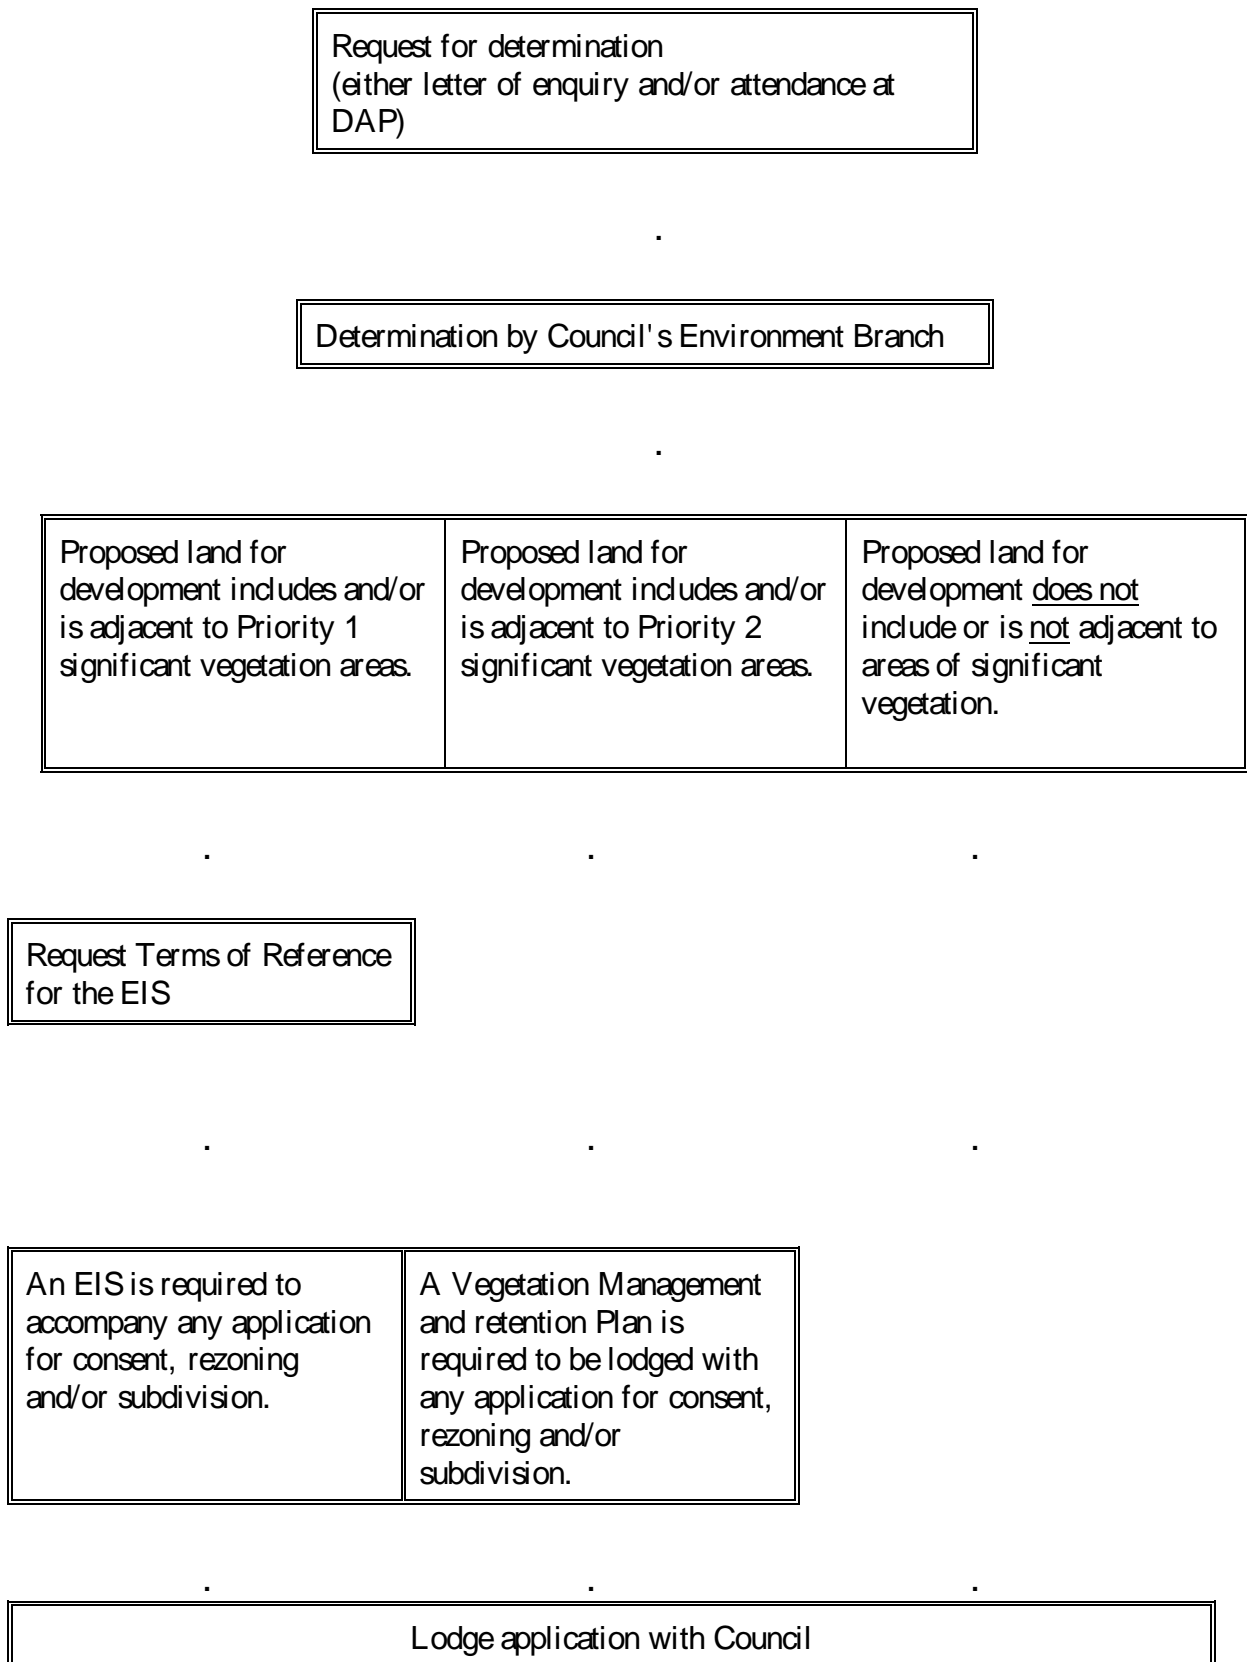 Request for determination
(either letter of enquiry and/or attendance at
DAP)
.
Determination by Council's Environment Branch
.
Proposed land for
development includes and/or
is adjacent to Priority 1
significant vegetation areas.
Proposed land for
development includes and/or
is adjacent to Priority 2
significant vegetation areas.
Proposed land for
development does not
include or is not adjacent to
areas of significant
vegetation.
. . .
Request Terms of Reference
for the EIS
. . .
An EIS is required to
accompany any application
for consent, rezoning
and/or subdivision.
A Vegetation Management
and retention Plan is
required to be lodged with
any application for consent,
rezoning and/or
subdivision.
. . .
Lodge application with Council